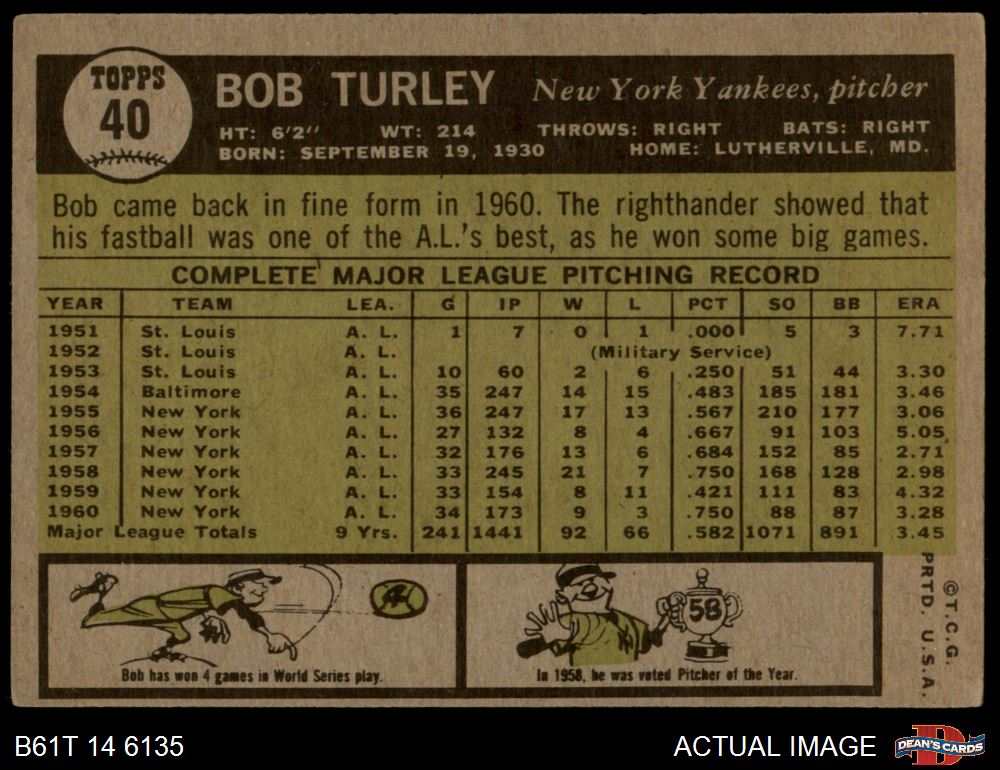 TOPPS
40
BOB TURLEY New York Yankees, pitcher
HT: 6'2" WT: 214 THROWS: RIGHT BATS: RIGHT
BORN: SEPTEMBER 19, 1930 HOME: LUTHERVILLE, MD.
Bob came back in fine form in 1960. The righthander showed that
his fastball was one of the A.L.'s best, as he won some big games.
COMPLETE MAJOR LEAGUE PITCHING RECORD
YEAR TEAM LEA. G IP W L PCT SO BB ERA
1951 St. Louis A. L. 1 7 0 1 .000 5 3 7.71
1952 St. Louis A. L. (Military Service)
1953 St. Louis A. L. 10 60 2 6 .250 51 44 3.30
1954 Baltimore A. L. 35 247 14 15 .483 185 181 3.46
1955 New York A. L. 36 247 17 13 .567 210 177 3.06
1956 New York A. L. 27 132 8 4 .667 91 103 5.05
1957 New York A. L. 32 176 13 6 .684 152 85 2.71
1958 New York A. L. 33 245 21 7 .750 168 128 2.98
1959 New York A. L. 33 154 8 11 .421 111 83 4.32
1960 New York A. L. 34 173 9 3 .750 88 87 3.28
Major League Totals 9 Yrs. 241 1441 92 66 .582 1071 891 3.45
Bob has won 4 games in World Series play.
58
In 1958, he was voted Pitcher of the Year.
©T.C.G.
PRTD. U.S.A.
B61T 14 6135
ACTUAL IMAGE
DEAN'S CARDS